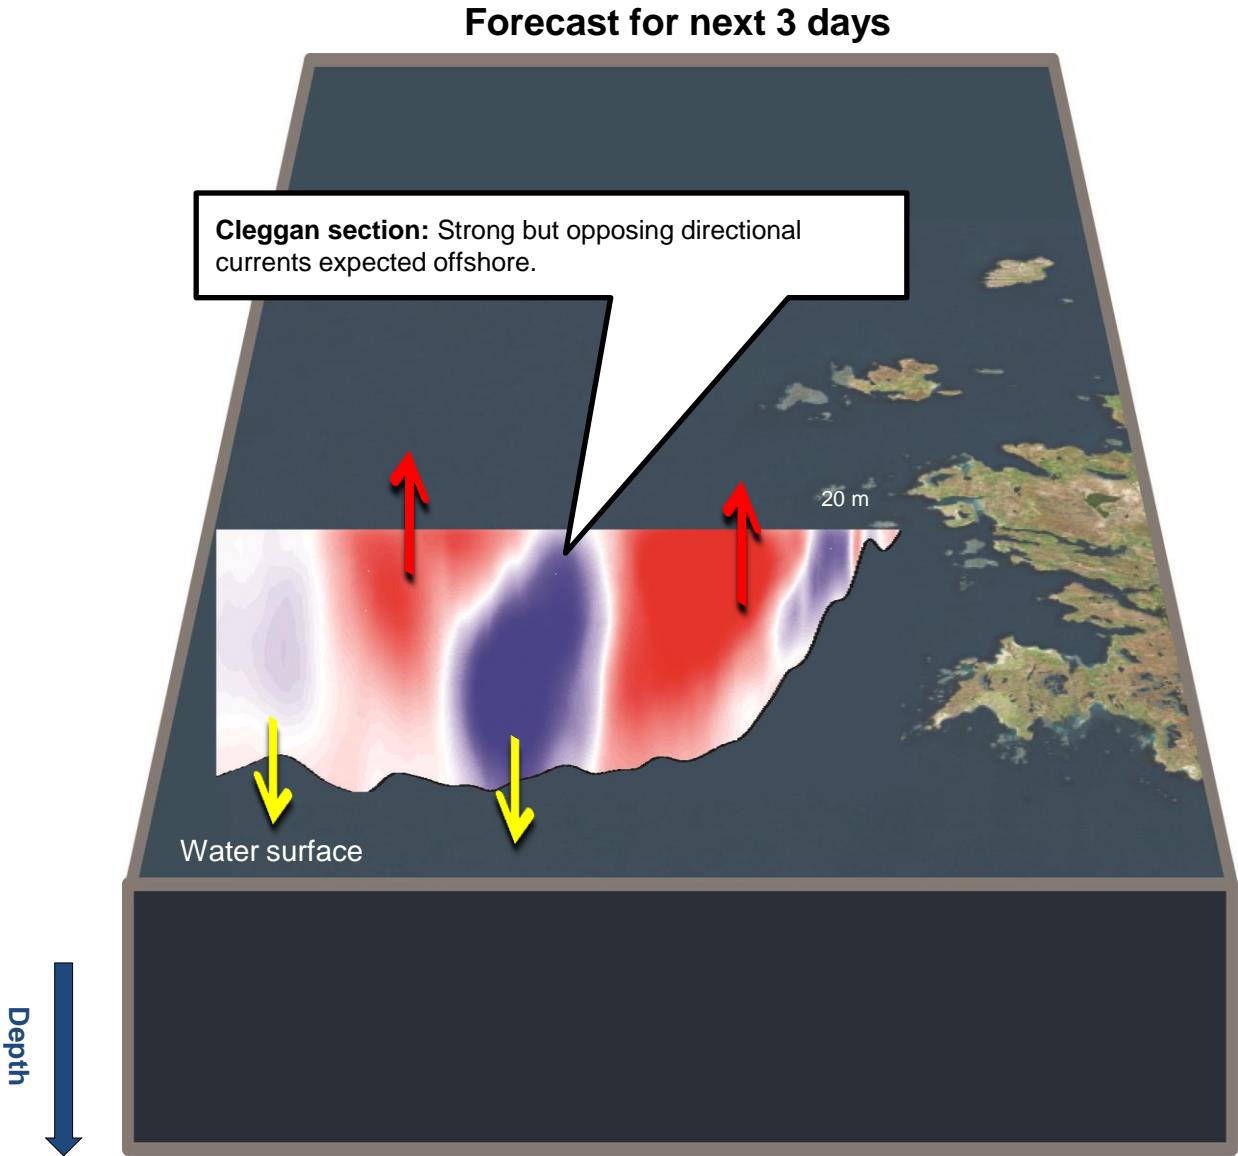 Forecast for next 3 days
Cleggan section: Strong but opposing directional
currents expected offshore.
20 m
Water surface
Depth